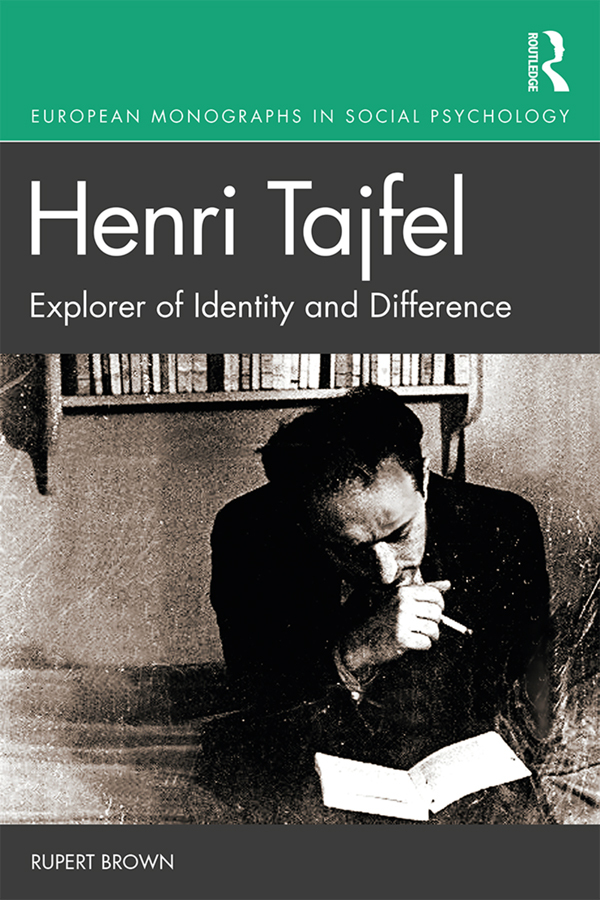 ROUTLEDGE
EUROPEAN MONOGRAPHS IN SOCIAL PSYCHOLOGY
Henri Tajfel
Explorer of Identity and Difference
RUPERT BROWN